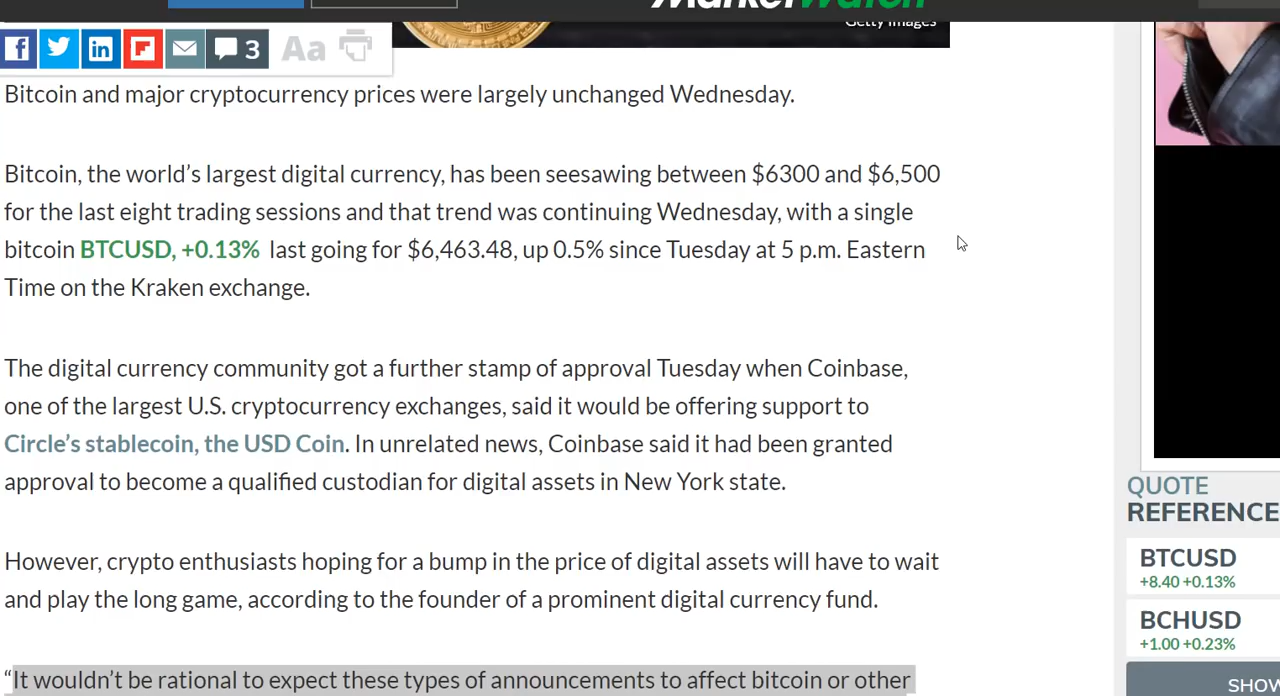 MarketWatch
Getty Images
3
Aa
Bitcoin and major cryptocurrency prices were largely unchanged Wednesday.
Bitcoin, the world’s largest digital currency, has been seesawing between $6300 and $6,500
for the last eight trading sessions and that trend was continuing Wednesday, with a single
bitcoin BTCUSD, +0.13% last going for $6,463.48, up 0.5% since Tuesday at 5 p.m. Eastern
Time on the Kraken exchange.
The digital currency community got a further stamp of approval Tuesday when Coinbase,
one of the largest U.S. cryptocurrency exchanges, said it would be offering support to
Circle’s stablecoin, the USD Coin. In unrelated news, Coinbase said it had been granted
approval to become a qualified custodian for digital assets in New York state.
However, crypto enthusiasts hoping for a bump in the price of digital assets will have to wait
and play the long game, according to the founder of a prominent digital currency fund.
“It wouldn’t be rational to expect these types of announcements to affect bitcoin or other
QUOTE
REFERENCE
BTCUSD
+8.40 +0.13%
BCHUSD
+1.00 +0.23%
SHOW